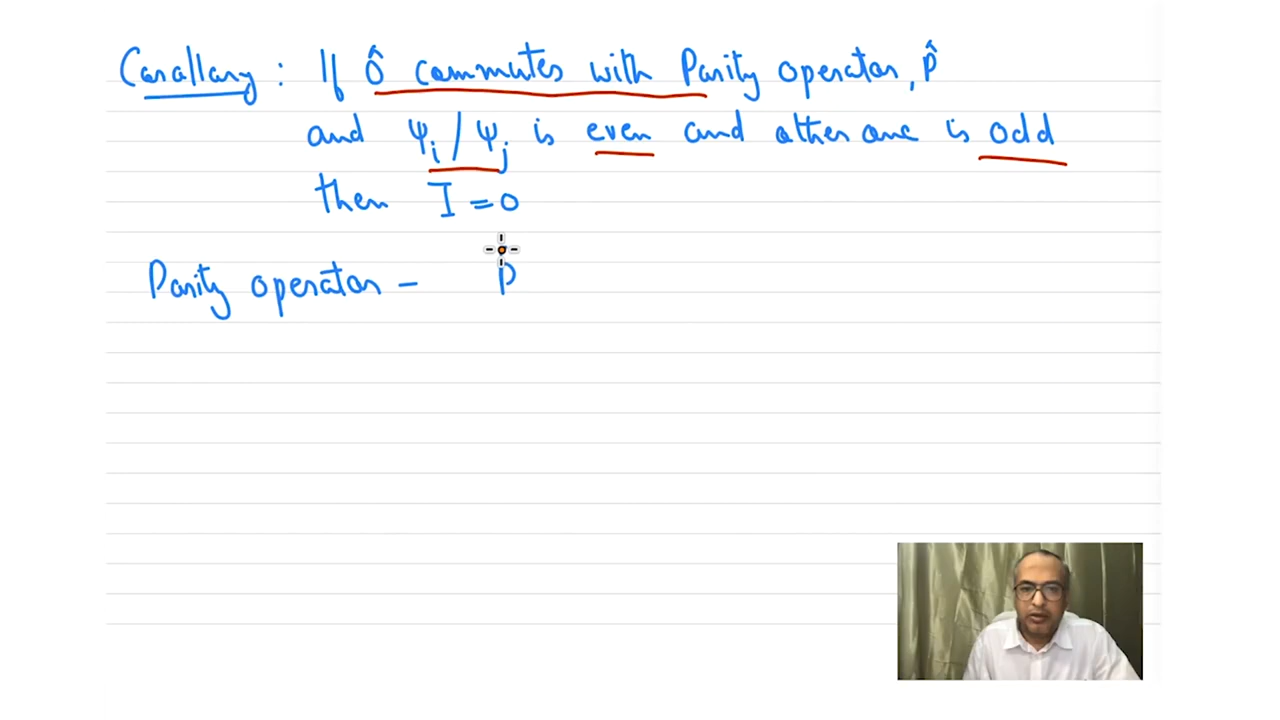 Corollary : If Ô commutes with Parity operator, P̂
and ψi / ψj is even and other one is odd
then I = 0
Parity operator – P